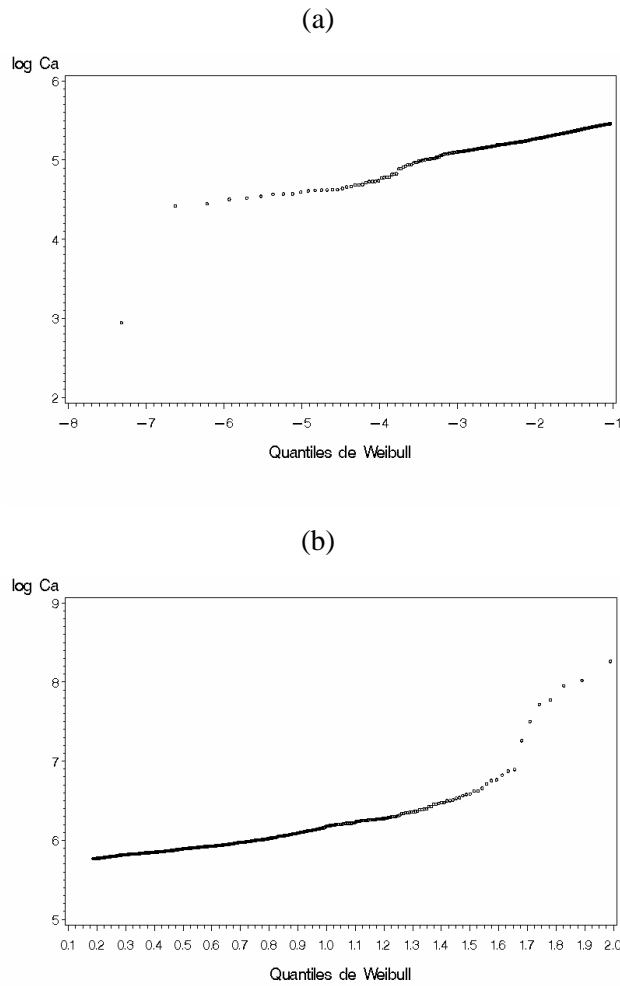 (a)
log Ca
6
5
4
3
2
−8 −7 −6 −5 −4 −3 −2 −1
Quantiles de Weibull
(b)
log Ca
9
8
7
6
5
0.1 0.2 0.3 0.4 0.5 0.6 0.7 0.8 0.9 1.0 1.1 1.2 1.3 1.4 1.5 1.6 1.7 1.8 1.9 2.0
Quantiles de Weibull